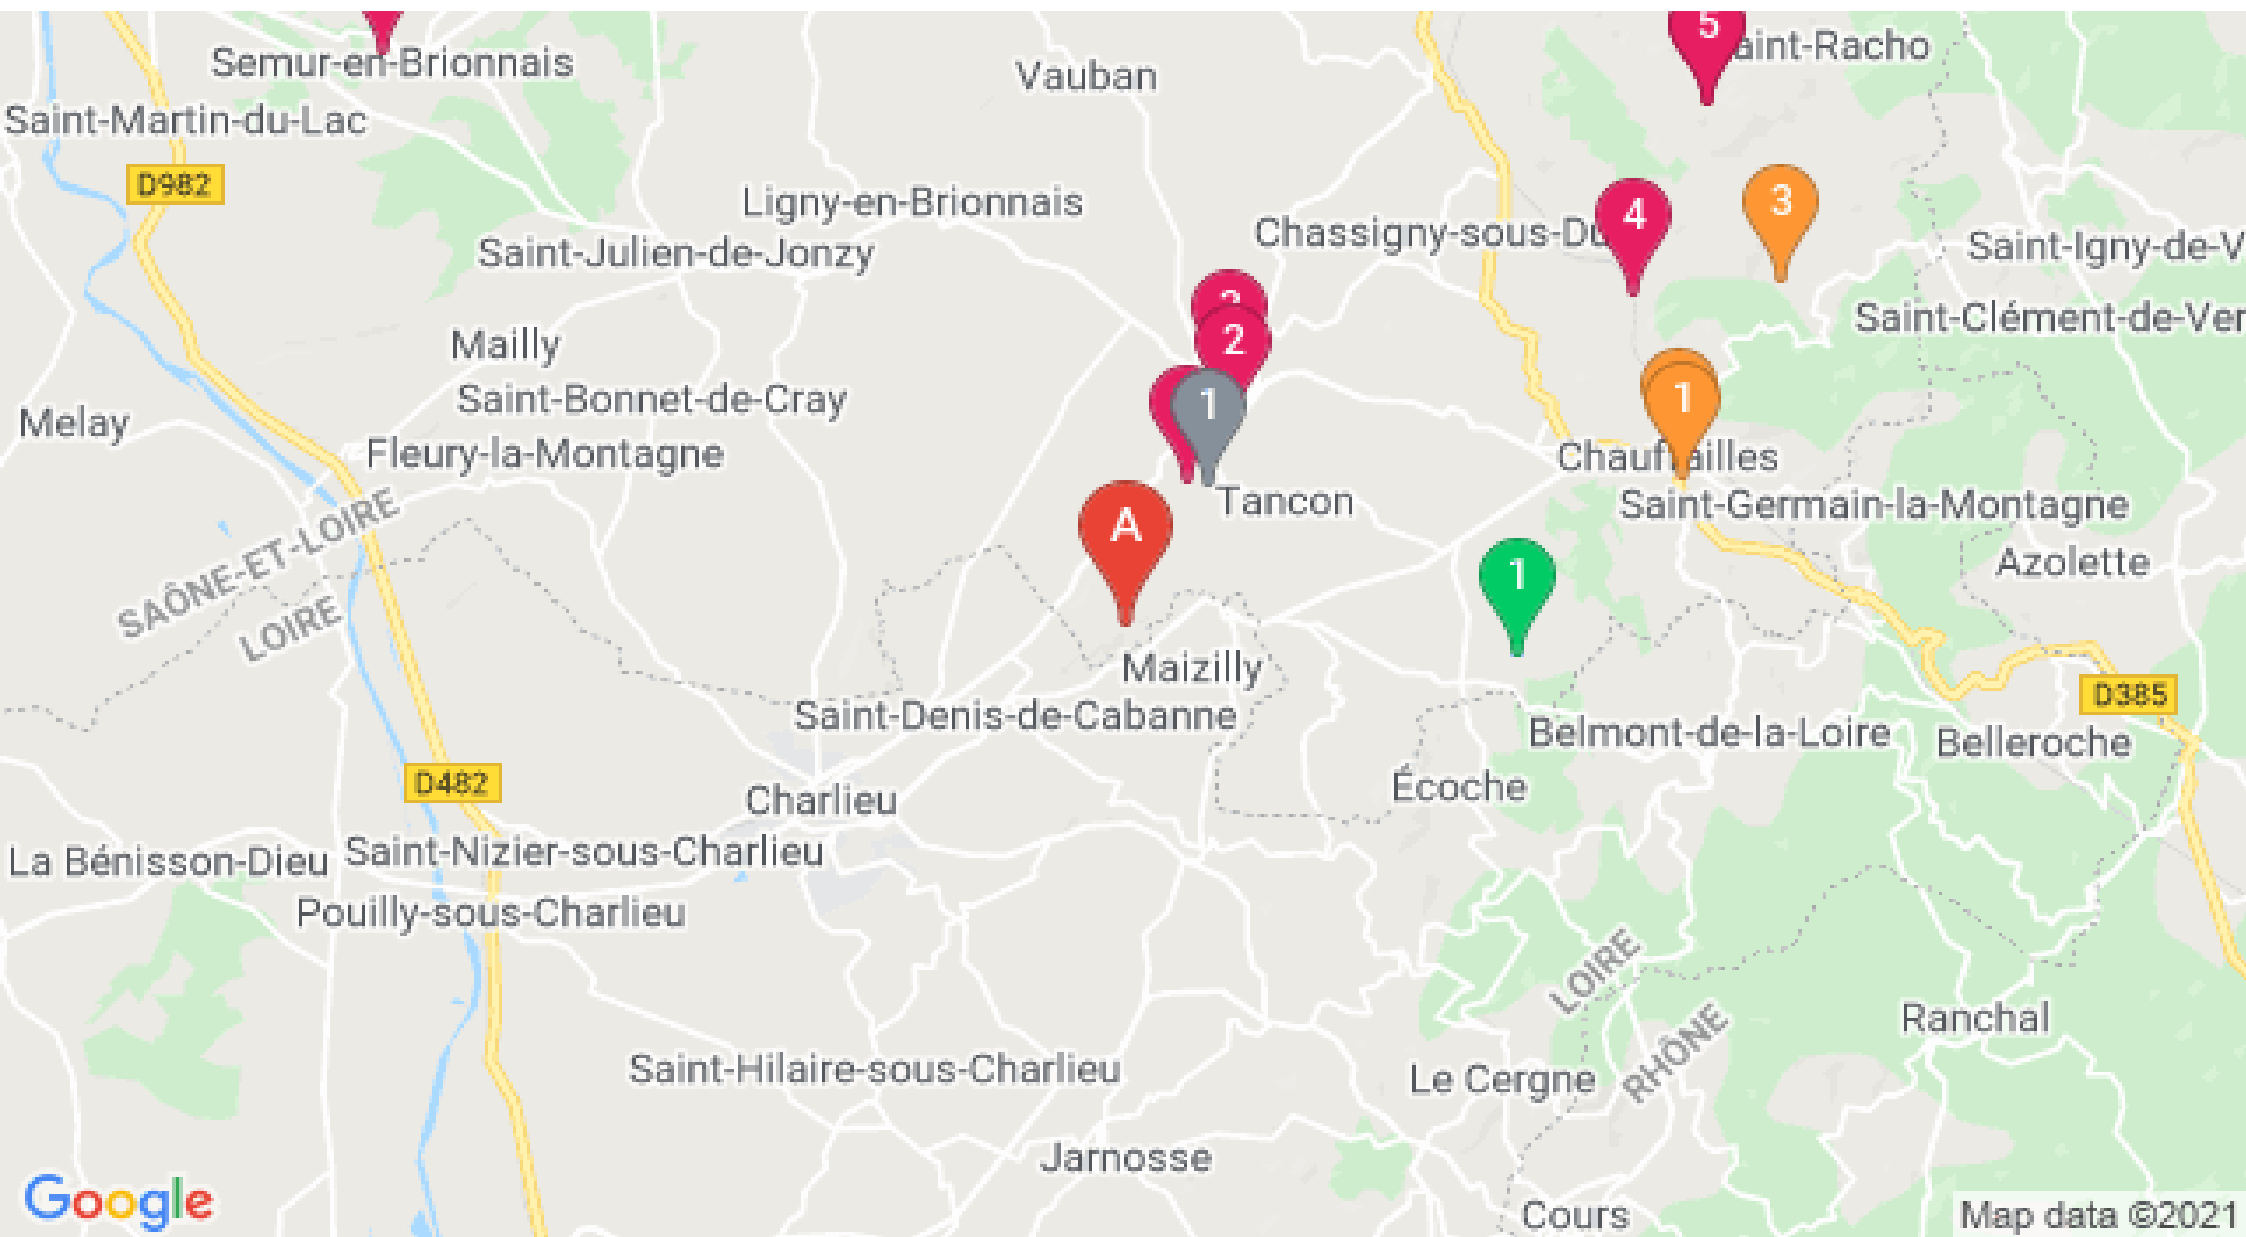 5
aint-Racho
Semur-en-Brionnais
Vauban
Saint-Martin-du-Lac
D982
3
Ligny-en-Brionnais
4
Chassigny-sous-Du
Saint-Igny-de-V
Saint-Julien-de-Jonzy
Saint-Clément-de-Ver
Mailly
2
Saint-Bonnet-de-Cray
1
1
Melay
Fleury-la-Montagne
Chauffailles
Tancon
Saint-Germain-la-Montagne
A
SAÔNE-ET-LOIRE
LOIRE
Azolette
1
Maizilly
D385
Saint-Denis-de-Cabanne
Belmont-de-la-Loire
Belleroche
D482
Écoche
Charlieu
Saint-Nizier-sous-Charlieu
La Bénisson-Dieu
Pouilly-sous-Charlieu
LOIRE
RHÔNE
Ranchal
Saint-Hilaire-sous-Charlieu
Le Cergne
Jarnosse
Google
Cours
Map data ©2021